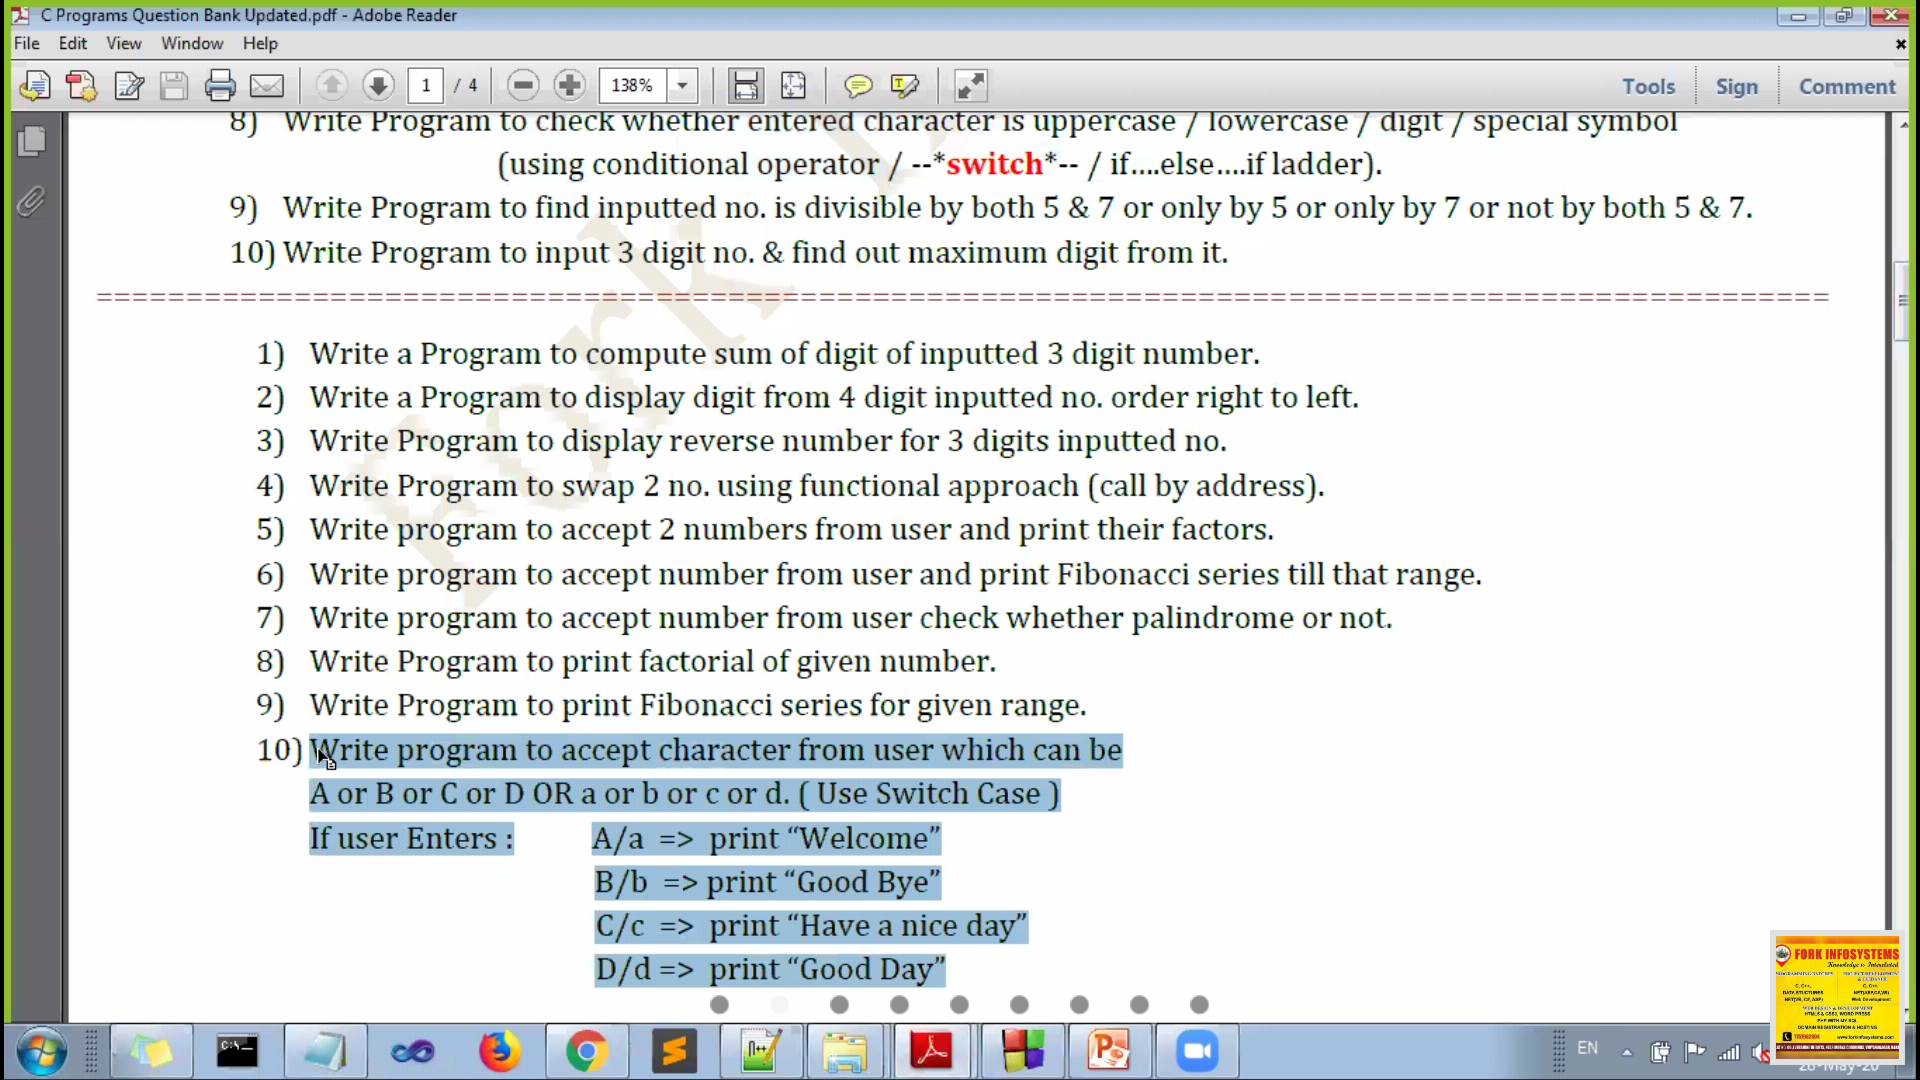 C Programs Question Bank Updated.pdf - Adobe Reader
File Edit View Window Help
1 / 4 138% Tools Sign Comment
8) Write Program to check whether entered character is uppercase / lowercase / digit / special symbol
(using conditional operator / --*switch*-- / if....else....if ladder).
9) Write Program to find inputted no. is divisible by both 5 & 7 or only by 5 or only by 7 or not by both 5 & 7.
10) Write Program to input 3 digit no. & find out maximum digit from it.
1) Write a Program to compute sum of digit of inputted 3 digit number.
2) Write a Program to display digit from 4 digit inputted no. order right to left.
3) Write Program to display reverse number for 3 digits inputted no.
4) Write Program to swap 2 no. using functional approach (call by address).
5) Write program to accept 2 numbers from user and print their factors.
6) Write program to accept number from user and print Fibonacci series till that range.
7) Write program to accept number from user check whether palindrome or not.
8) Write Program to print factorial of given number.
9) Write Program to print Fibonacci series for given range.
10) Write program to accept character from user which can be
A or B or C or D OR a or b or c or d. ( Use Switch Case )
If user Enters : A/a => print “Welcome”
B/b => print “Good Bye”
C/c => print “Have a nice day”
D/d => print “Good Day”
Fork
FORK INFOSYSTEMS
Knowledge is Interrelated
EN
28-May-20